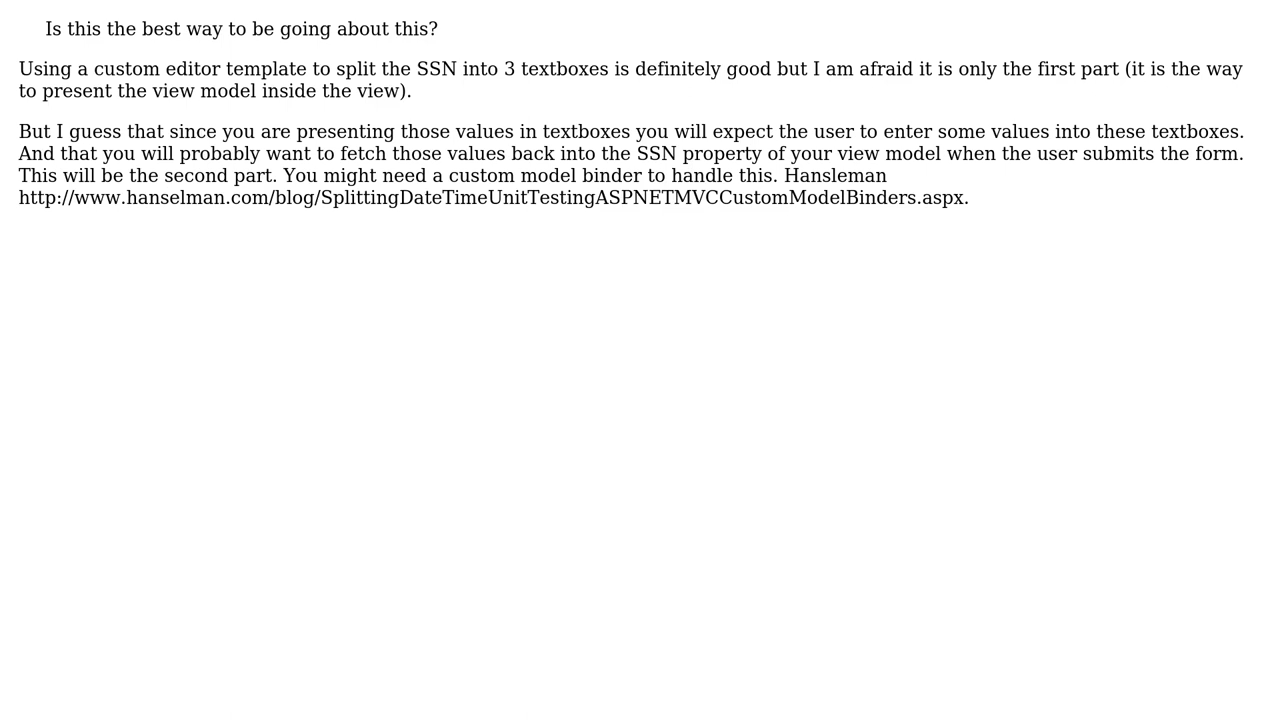 Is this the best way to be going about this?
Using a custom editor template to split the SSN into 3 textboxes is definitely good but I am afraid it is only the first part (it is the way
to present the view model inside the view).
But I guess that since you are presenting those values in textboxes you will expect the user to enter some values into these textboxes.
And that you will probably want to fetch those values back into the SSN property of your view model when the user submits the form.
This will be the second part. You might need a custom model binder to handle this. Hansleman
http://www.hanselman.com/blog/SplittingDateTimeUnitTestingASPNETMVCCustomModelBinders.aspx.